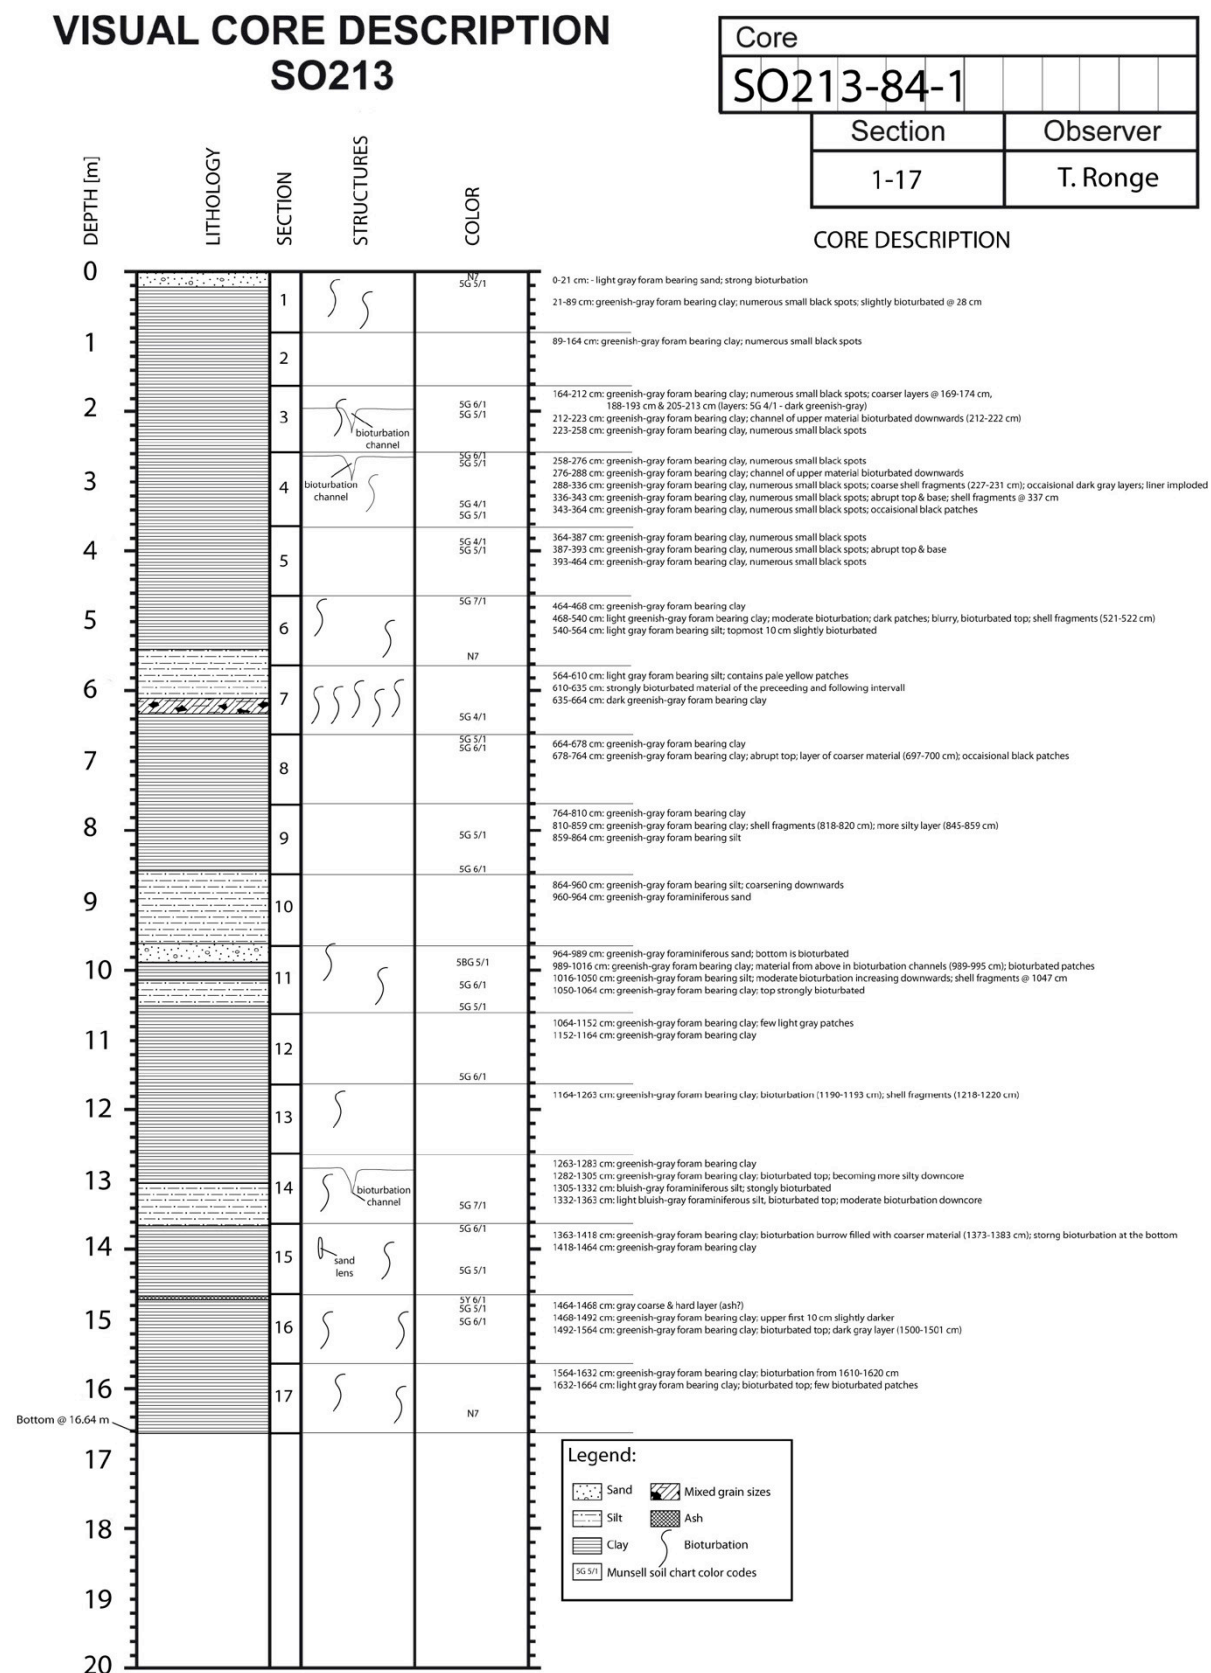 VISUAL CORE DESCRIPTION
SO213
Core
SO213-84-1
Section Observer
1-17 T. Ronge
DEPTH [m] LITHOLOGY SECTION STRUCTURES COLOR
CORE DESCRIPTION
0
N7
5G 5/1
0-21 cm: - light gray foram bearing sand; strong bioturbation
1
21-89 cm: greenish-gray foram bearing clay; numerous small black spots; slightly bioturbated @ 28 cm
1
89-164 cm: greenish-gray foram bearing clay; numerous small black spots
2
164-212 cm: greenish-gray foram bearing clay; numerous small black spots; coarser layers @ 169-174 cm,
188-193 cm & 205-213 cm (layers: 5G 4/1 - dark greenish-gray)
2
3
5G 6/1
5G 5/1
212-223 cm: greenish-gray foram bearing clay; channel of upper material bioturbated downwards (212-222 cm)
223-258 cm: greenish-gray foram bearing clay, numerous small black spots
bioturbation
channel
5G 6/1
5G 5/1
258-276 cm: greenish-gray foram bearing clay, numerous small black spots
276-288 cm: greenish-gray foram bearing clay; channel of upper material bioturbated downwards
3
4
bioturbation
channel
288-336 cm: greenish-gray foram bearing clay, numerous small black spots; coarse shell fragments (227-231 cm); occaisional dark gray layers; liner imploded
336-343 cm: greenish-gray foram bearing clay, numerous small black spots; abrupt top & base; shell fragments @ 337 cm
5G 4/1
5G 5/1
343-364 cm: greenish-gray foram bearing clay, numerous small black spots; occaisional black patches
364-387 cm: greenish-gray foram bearing clay, numerous small black spots
4
5
5G 4/1
5G 5/1
387-393 cm: greenish-gray foram bearing clay, numerous small black spots; abrupt top & base
393-464 cm: greenish-gray foram bearing clay, numerous small black spots
5G 7/1
464-468 cm: greenish-gray foram bearing clay
5
6
468-540 cm: light greenish-gray foram bearing clay; moderate bioturbation; dark patches; blurry, bioturbated top; shell fragments (521-522 cm)
540-564 cm: light gray foram bearing silt; topmost 10 cm slightly bioturbated
N7
564-610 cm: light gray foram bearing silt; contains pale yellow patches
6
7
610-635 cm: strongly bioturbated material of the preceeding and following intervall
635-664 cm: dark greenish-gray foram bearing clay
5G 4/1
5G 5/1
5G 6/1
664-678 cm: greenish-gray foram bearing clay
7
8
678-764 cm: greenish-gray foram bearing clay; abrupt top; layer of coarser material (697-700 cm); occaisional black patches
764-810 cm: greenish-gray foram bearing clay
8
9
5G 5/1
810-859 cm: greenish-gray foram bearing clay; shell fragments (818-820 cm); more silty layer (845-859 cm)
859-864 cm: greenish-gray foram bearing silt
5G 6/1
864-960 cm: greenish-gray foram bearing silt; coarsening downwards
9
10
960-964 cm: greenish-gray foraminiferous sand
964-989 cm: greenish-gray foraminiferous sand; bottom is bioturbated
10
11
5BG 5/1
989-1016 cm: greenish-gray foram bearing clay; material from above in bioturbation channels (989-995 cm); bioturbated patches
5G 6/1
1016-1050 cm: greenish-gray foram bearing silt; moderate bioturbation increasing downwards; shell fragments @ 1047 cm
5G 5/1
1050-1064 cm: greenish-gray foram bearing clay; top strongly bioturbated
1064-1152 cm: greenish-gray foram bearing clay; few light gray patches
11
12
1152-1164 cm: greenish-gray foram bearing clay
5G 6/1
12
13
1164-1263 cm: greenish-gray foram bearing clay; bioturbation (1190-1193 cm); shell fragments (1218-1220 cm)
1263-1283 cm: greenish-gray foram bearing clay
13
14
bioturbation
channel
1282-1305 cm: greenish-gray foram bearing clay; bioturbated top; becoming more silty downcore
1305-1332 cm: bluish-gray foraminiferous silt; stongly bioturbated
5G 7/1
1332-1363 cm: light bluish-gray foraminiferous silt, bioturbated top; moderate bioturbation downcore
5G 6/1
1363-1418 cm: greenish-gray foram bearing clay; bioturbation burrow filled with coarser material (1373-1383 cm); storng bioturbation at the bottom
14
15
sand
lens
5G 5/1
1418-1464 cm: greenish-gray foram bearing clay
5Y 6/1
5G 5/1
1464-1468 cm: gray coarse & hard layer (ash?)
15
16
5G 6/1
1468-1492 cm: greenish-gray foram bearing clay; upper first 10 cm slightly darker
1492-1564 cm: greenish-gray foram bearing clay; bioturbated top; dark gray layer (1500-1501 cm)
1564-1632 cm: greenish-gray foram bearing clay; bioturbation from 1610-1620 cm
16
17
N7
1632-1664 cm: light gray foram bearing clay; bioturbated top; few bioturbated patches
Bottom @ 16.64 m
17
18
19
20
Legend:
Sand Mixed grain sizes
Silt Ash
Clay Bioturbation
5G 5/1 Munsell soil chart color codes